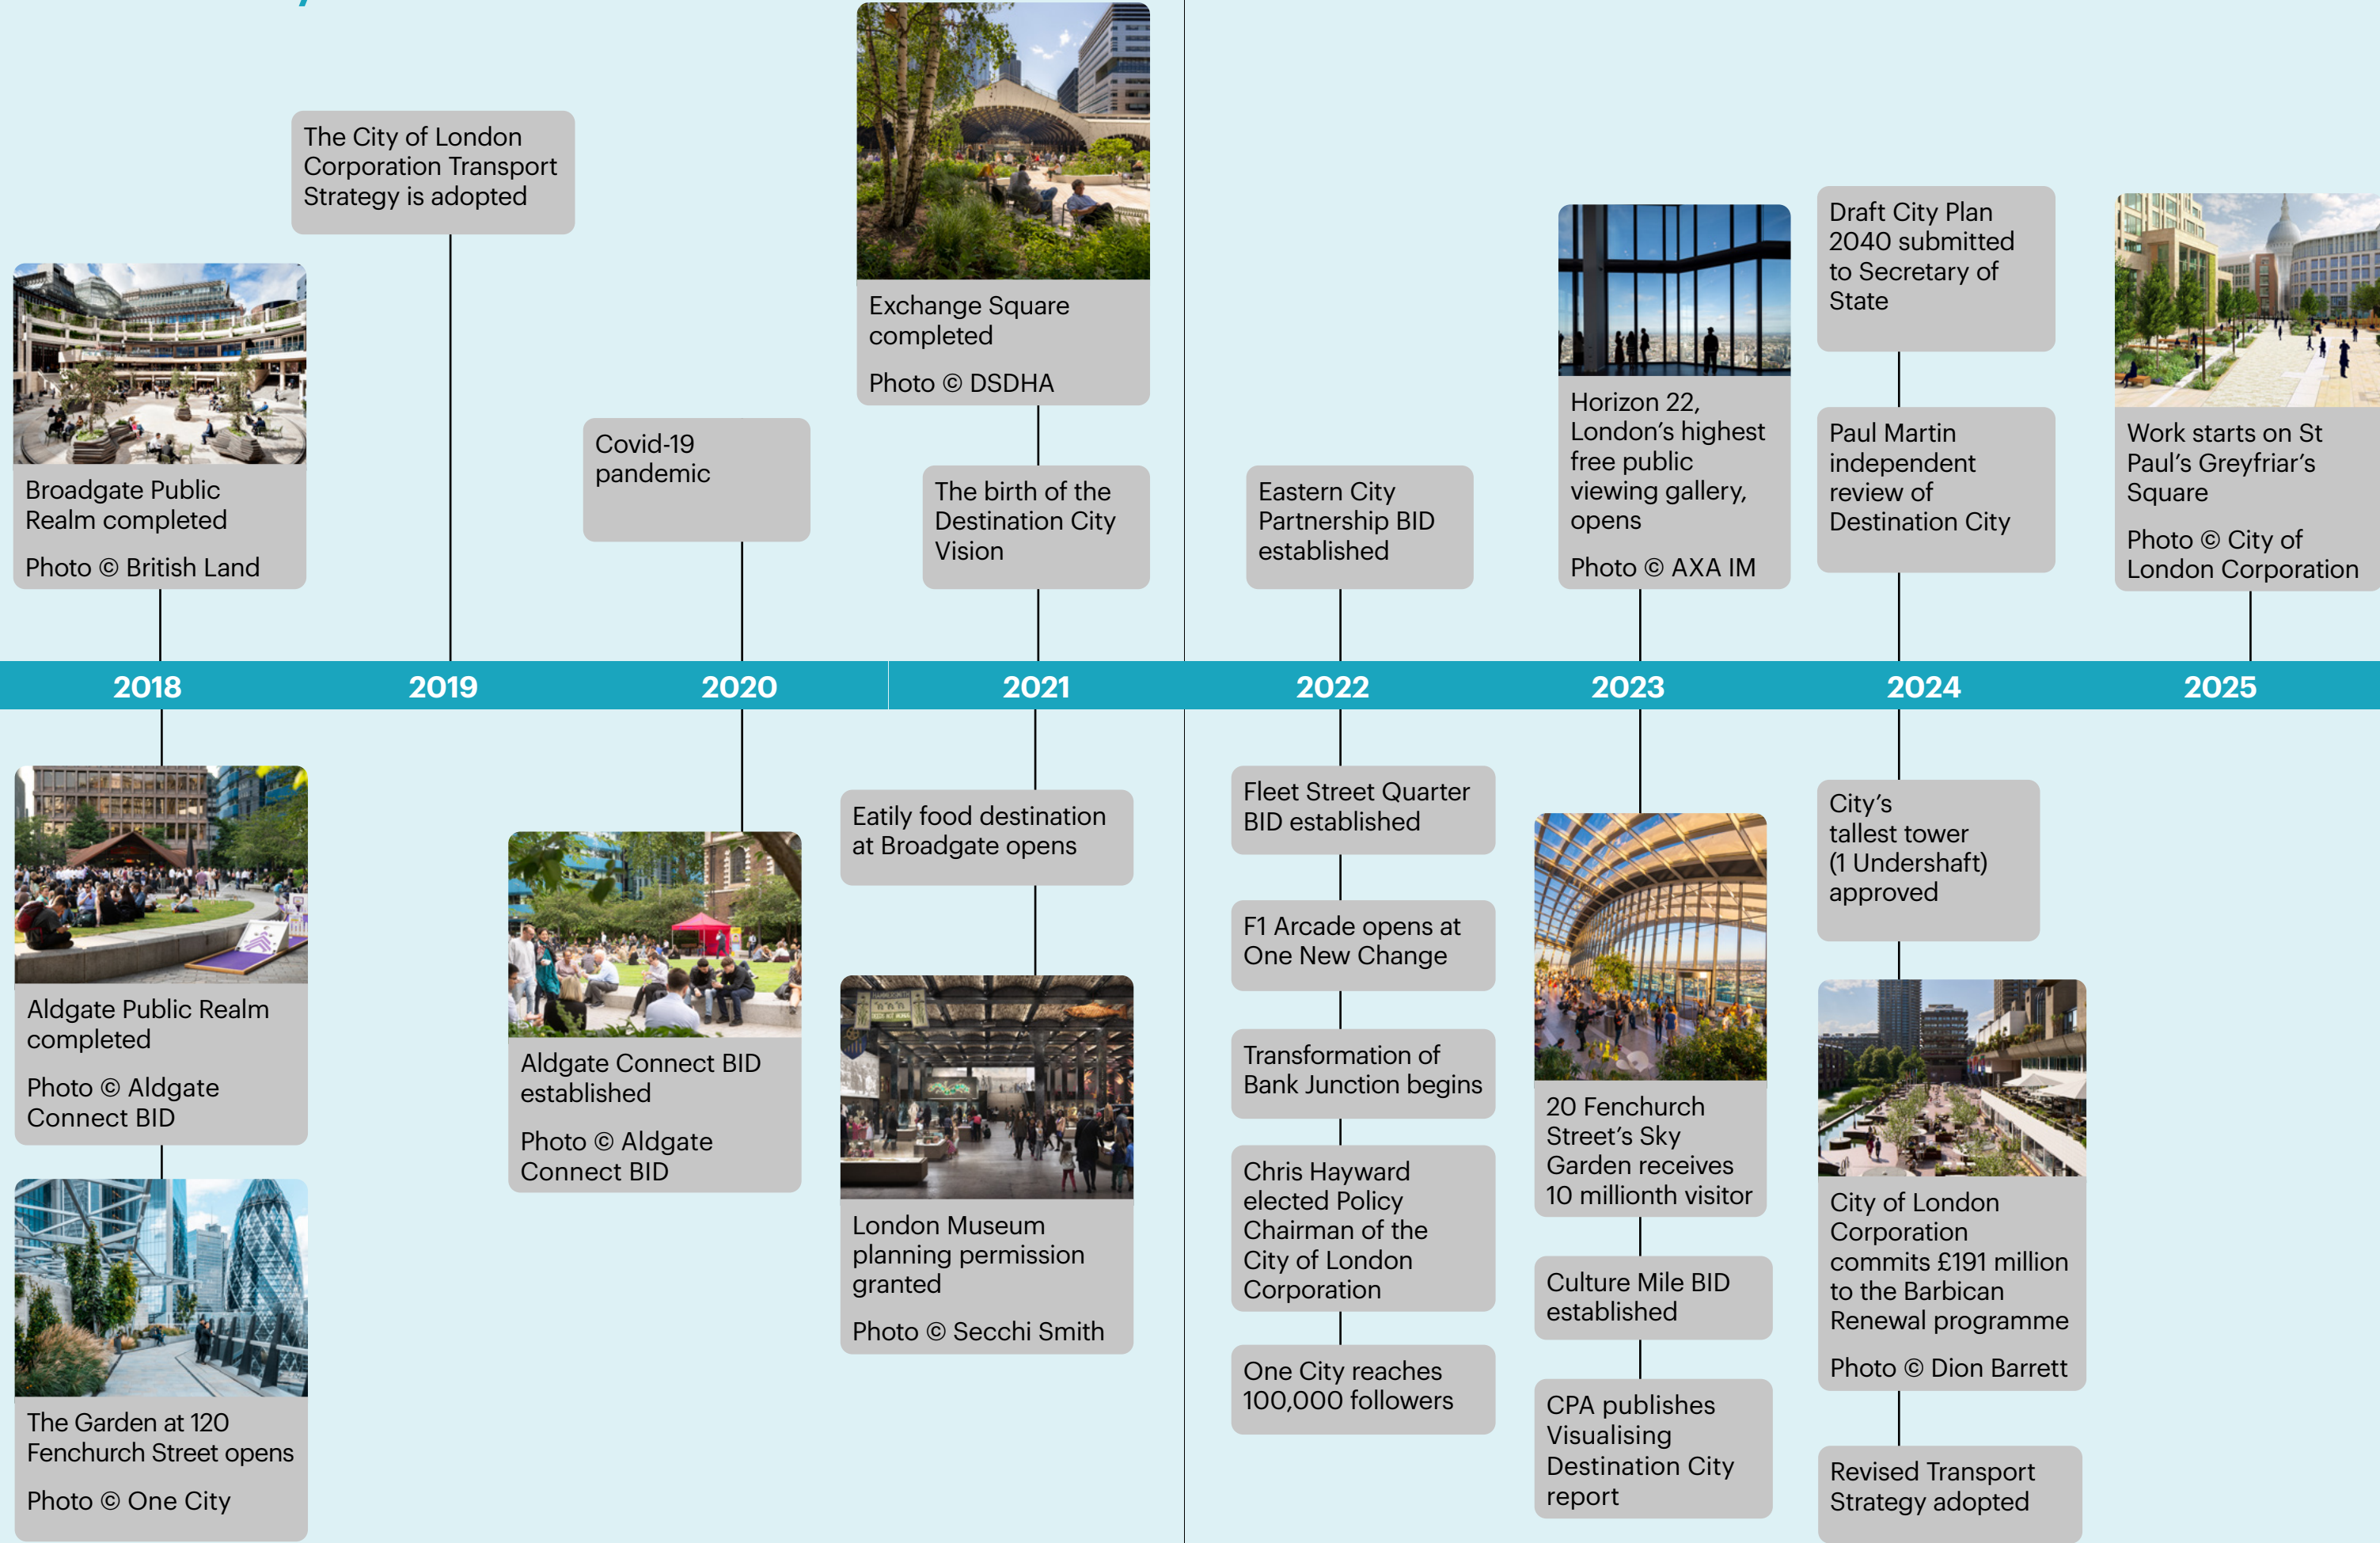 The City of London
Corporation Transport
Strategy is adopted
Broadgate Public
Realm completed
Photo © British Land
Covid-19
pandemic
Exchange Square
completed
Photo © DSDHA
The birth of the
Destination City
Vision
Eastern City
Partnership BID
established
Horizon 22,
London’s highest
free public
viewing gallery,
opens
Photo © AXA IM
Draft City Plan
2040 submitted
to Secretary of
State
Paul Martin
independent
review of
Destination City
Work starts on St
Paul’s Greyfriar’s
Square
Photo © City of
London Corporation
2018 2019 2020 2021 2022 2023 2024 2025
Aldgate Public Realm
completed
Photo © Aldgate
Connect BID
The Garden at 120
Fenchurch Street opens
Photo © One City
Aldgate Connect BID
established
Photo © Aldgate
Connect BID
Eatily food destination
at Broadgate opens
London Museum
planning permission
granted
Photo © Secchi Smith
Fleet Street Quarter
BID established
F1 Arcade opens at
One New Change
Transformation of
Bank Junction begins
Chris Hayward
elected Policy
Chairman of the
City of London
Corporation
One City reaches
100,000 followers
20 Fenchurch
Street’s Sky
Garden receives
10 millionth visitor
Culture Mile BID
established
CPA publishes
Visualising
Destination City
report
City’s
tallest tower
(1 Undershaft)
approved
City of London
Corporation
commits £191 million
to the Barbican
Renewal programme
Photo © Dion Barrett
Revised Transport
Strategy adopted